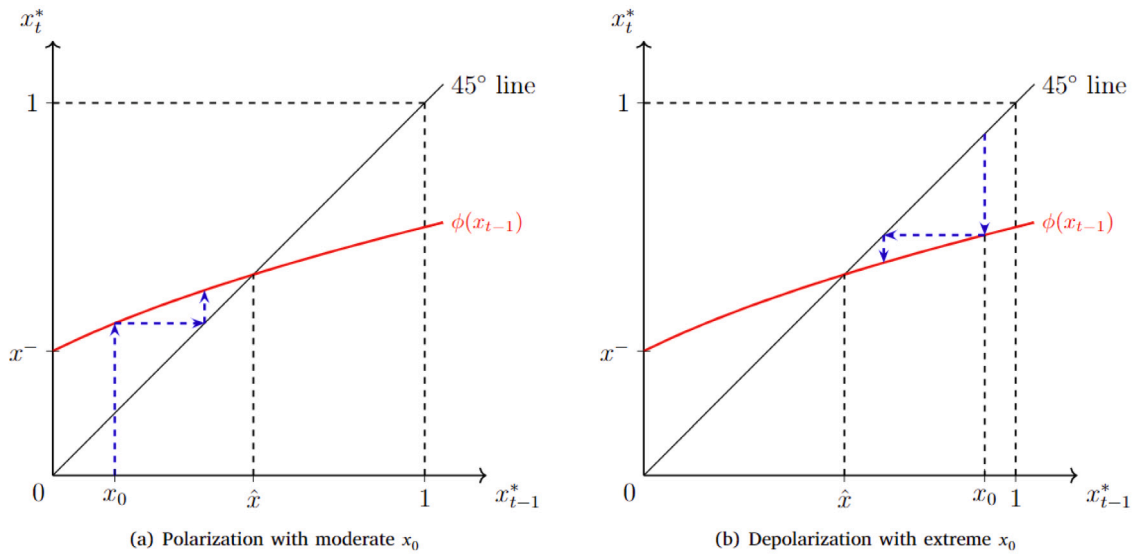 x*_t
x*_t
45° line
45° line
1
1
ϕ(x_{t−1})
ϕ(x_{t−1})
x⁻
x⁻
0
x_0
x̂
1
x*_{t−1}
0
x̂
x_0
1
x*_{t−1}
(a) Polarization with moderate x_0
(b) Depolarization with extreme x_0